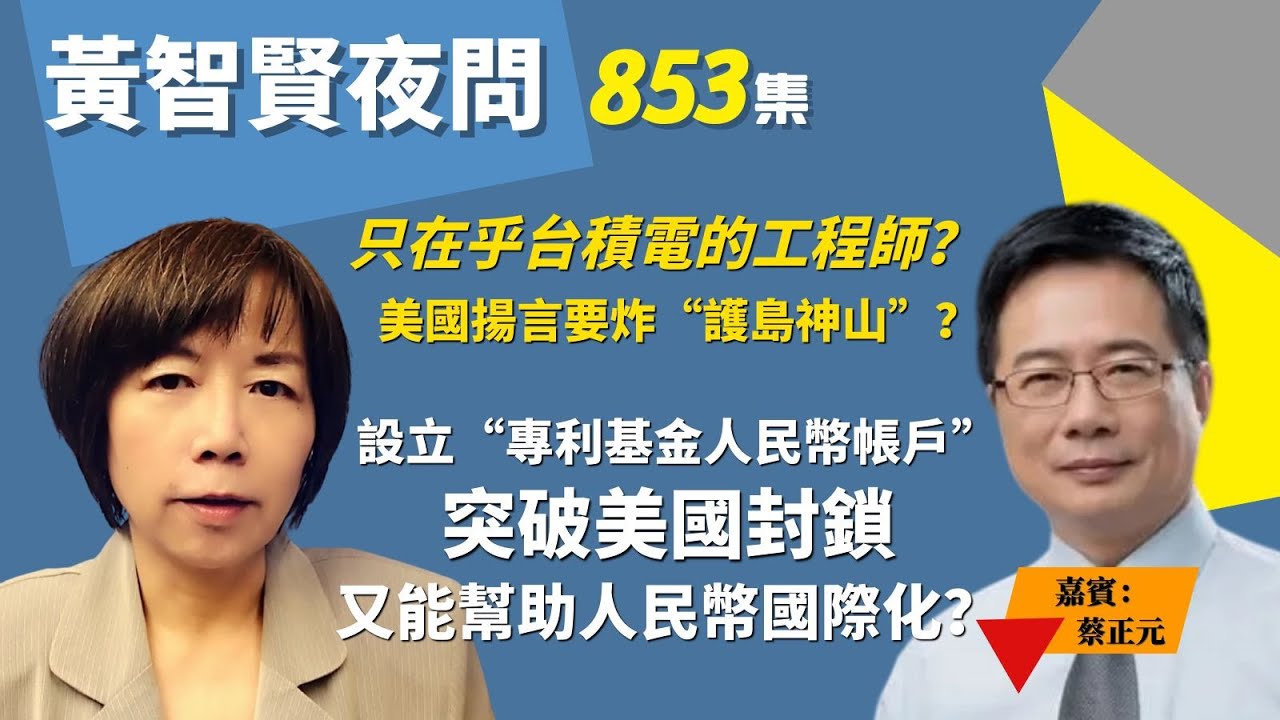 黃智賢夜問 853集
只在乎台積電的工程師?
美國揚言要炸“護島神山”?
設立“專利基金人民幣帳戶”
突破美國封鎖
又能幫助人民幣國際化?
嘉賓:
蔡正元